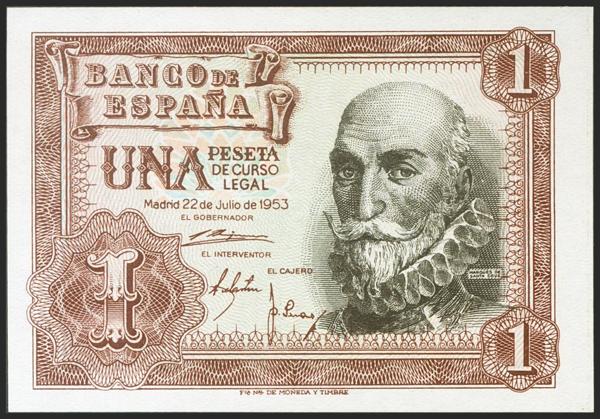 BANCO DE
ESPAÑA
1
UNA PESETA
DE CURSO
LEGAL
Madrid 22 de Julio de 1953
EL GOBERNADOR
EL INTERVENTOR
EL CAJERO
MARQUES DE
SANTA CRUZ
1
1
Fca Nal DE MONEDA Y TIMBRE